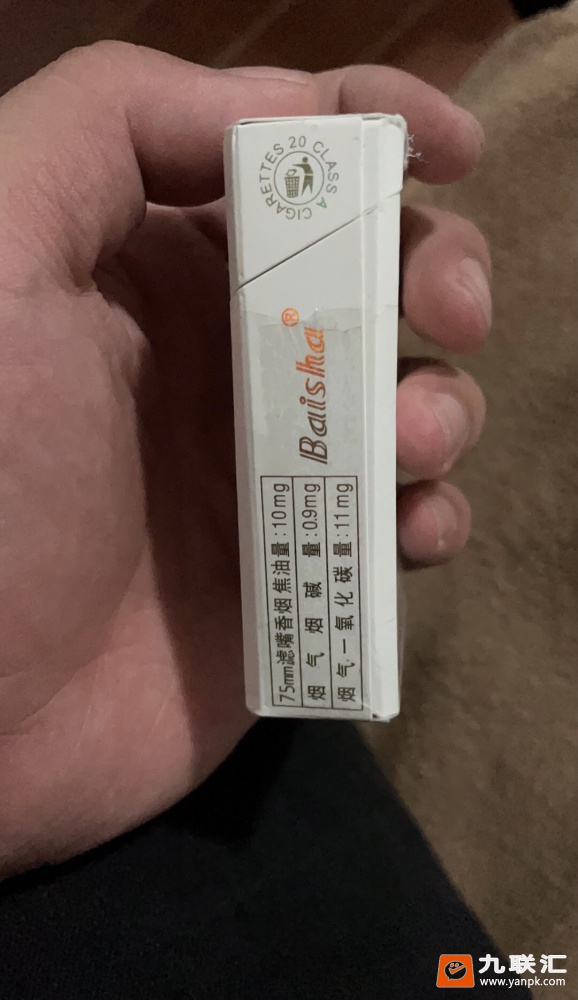 CIGARETTES 20 CLASS A
Baisha®
75mm滤嘴香烟 焦油量:10mg
烟气烟碱量:0.9mg
烟气一氧化碳量:11mg
九联汇
www.yanpk.com